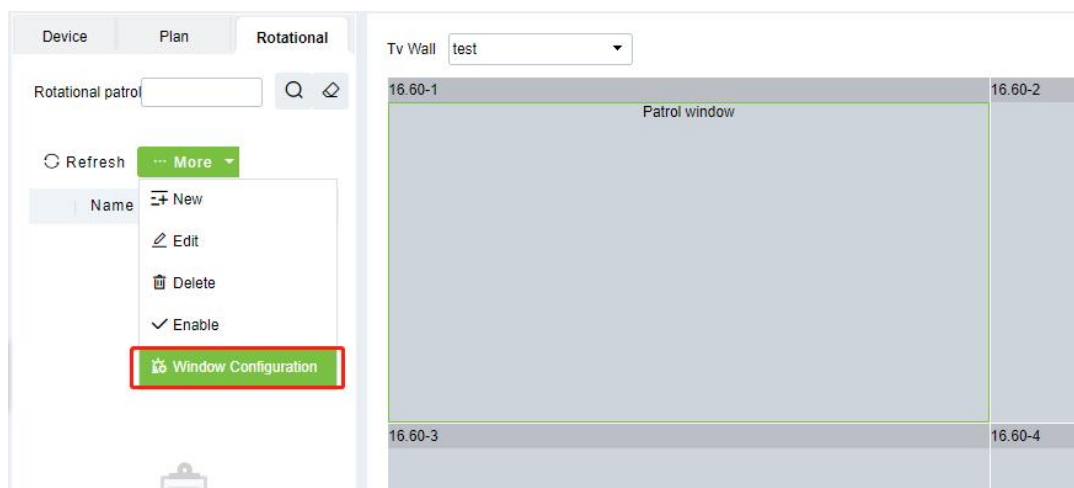 Device Plan Rotational
Tv Wall test
Rotational patrol
16.60-1 16.60-2
Patrol window
Refresh ··· More
Name
New
Edit
Delete
Enable
Window Configuration
16.60-3 16.60-4